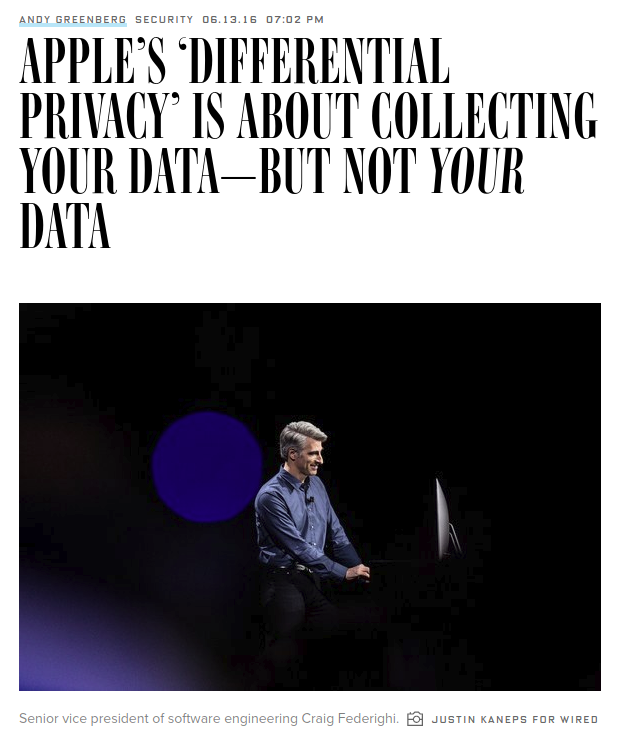 ANDY GREENBERG SECURITY 06.13.16 07:02 PM
APPLE’S ‘DIFFERENTIAL
PRIVACY’ IS ABOUT COLLECTING
YOUR DATA—BUT NOT YOUR
DATA
Senior vice president of software engineering Craig Federighi. JUSTIN KANEPS FOR WIRED